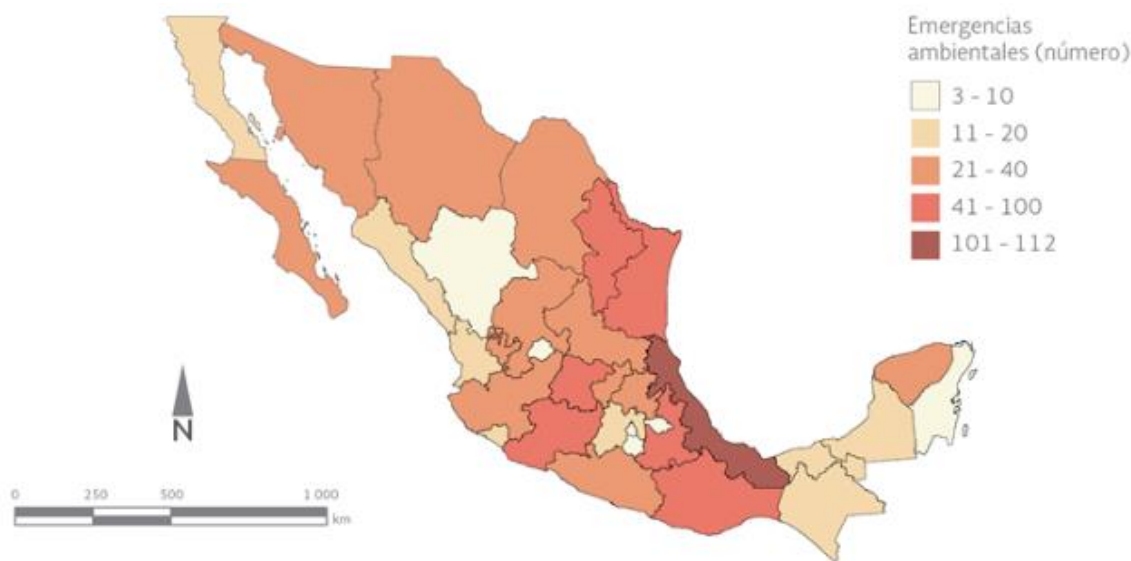 Emergencias
ambientales (número)
3 - 10
11 - 20
21 - 40
41 - 100
101 - 112
N
0 250 500 1 000
km